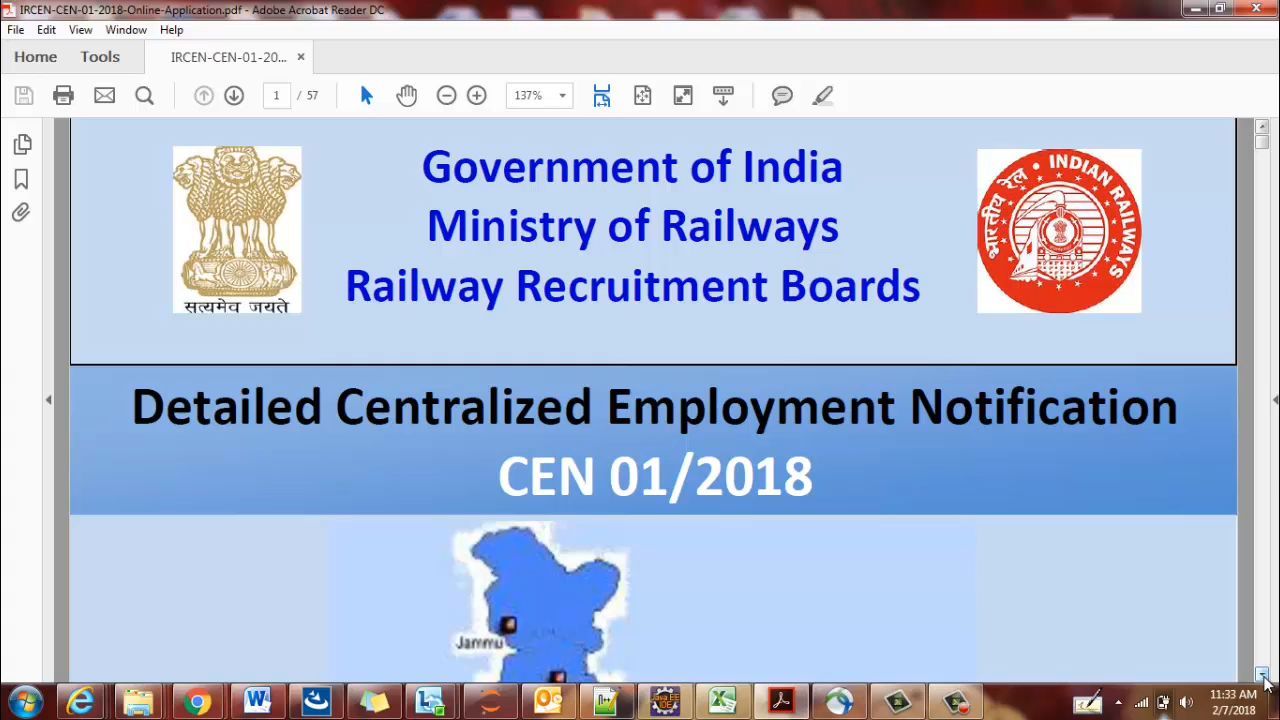 IRCEN-CEN-01-2018-Online-Application.pdf - Adobe Acrobat Reader DC
File Edit View Window Help
Home Tools IRCEN-CEN-01-20... ×
1 / 57 137%
Government of India
Ministry of Railways
Railway Recruitment Boards
सत्यमेव जयते
भारतीय रेल • INDIAN RAILWAYS
Detailed Centralized Employment Notification
CEN 01/2018
Jammu
11:33 AM
2/7/2018